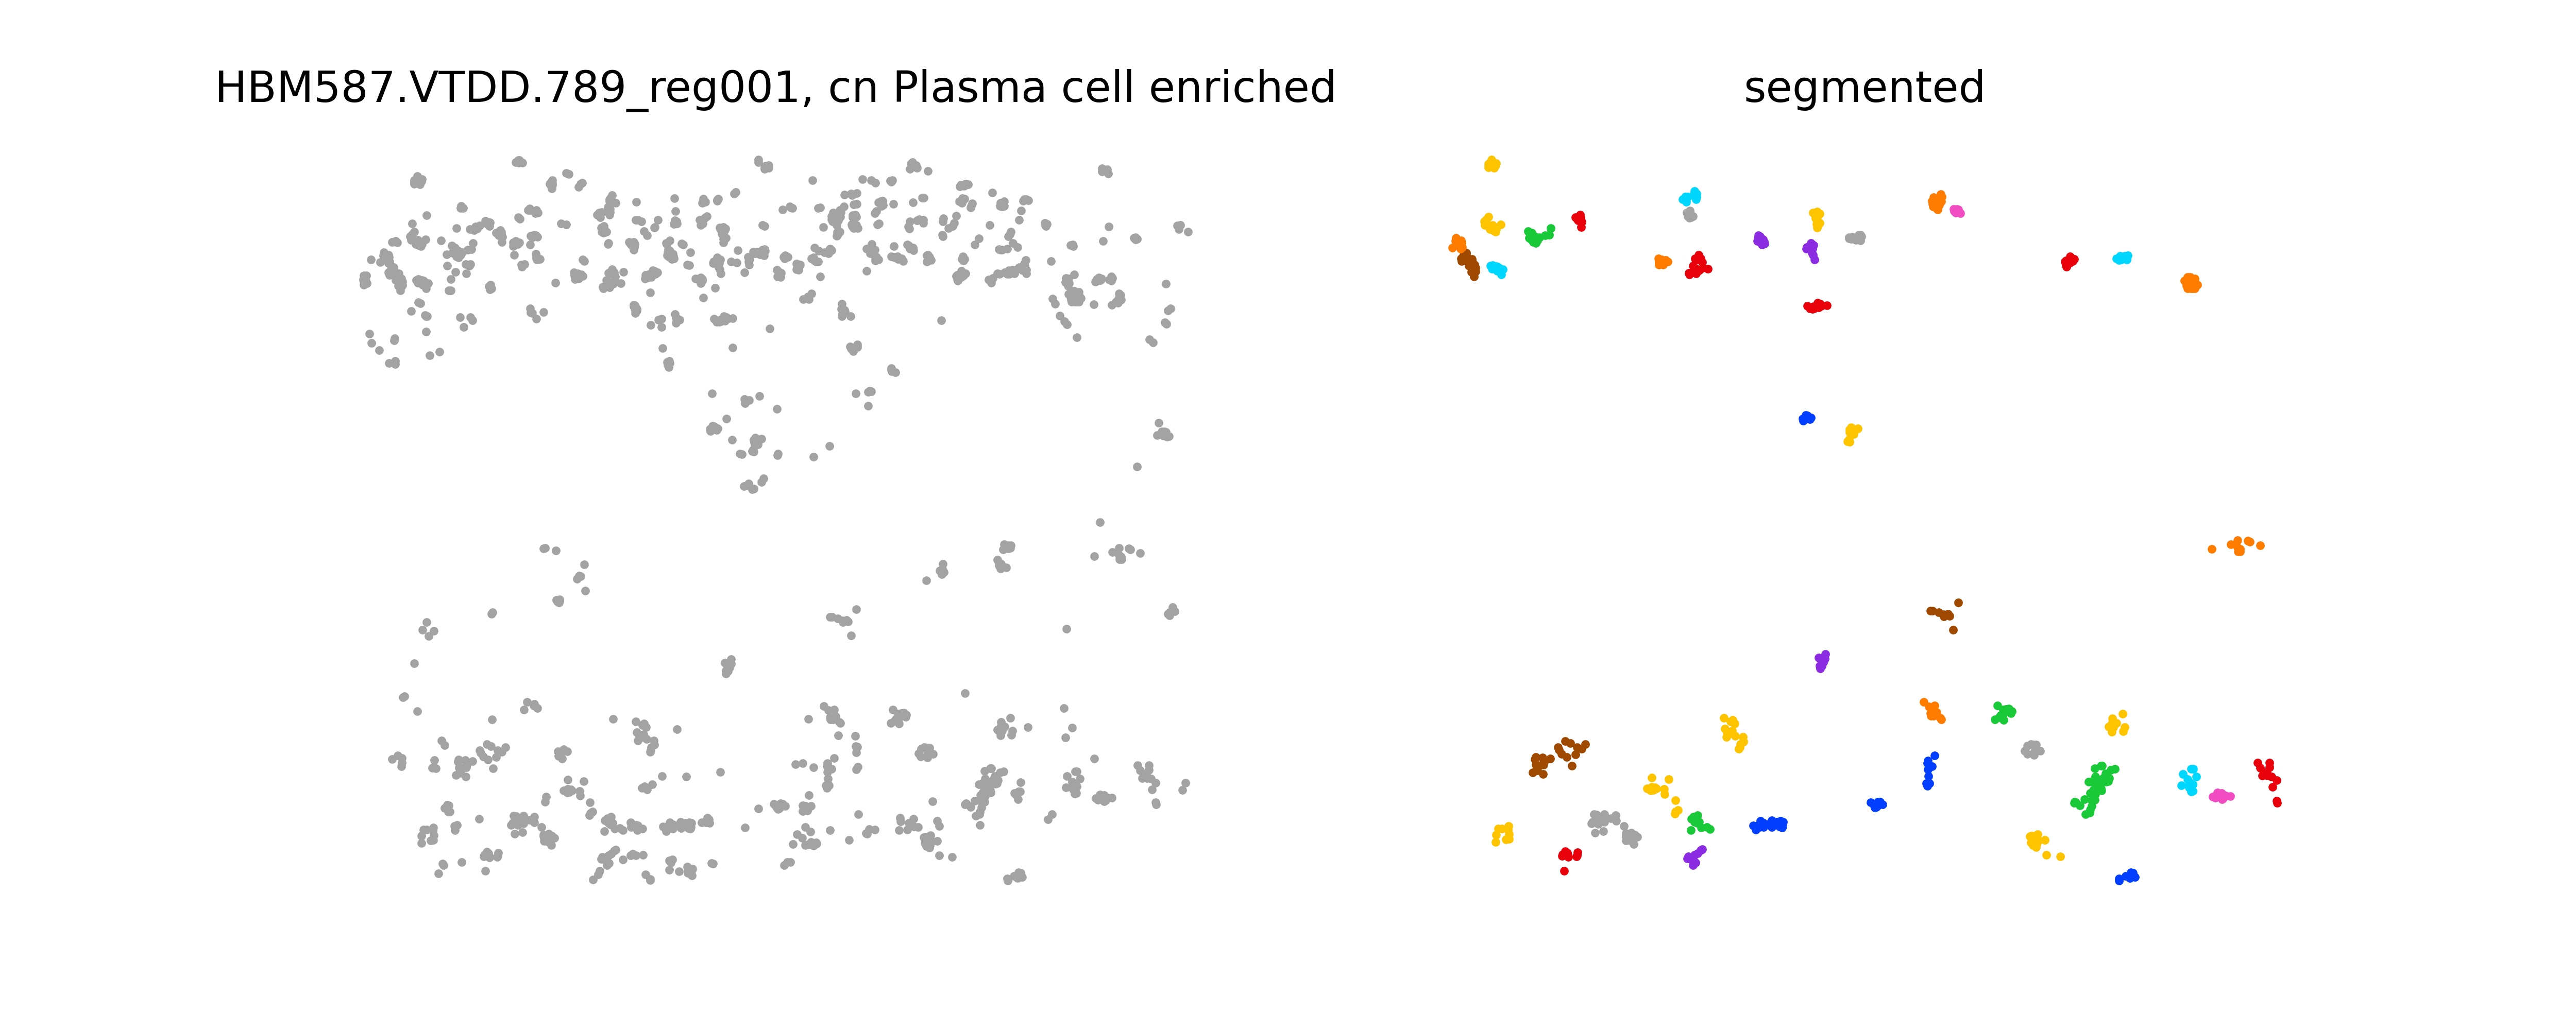 HBM587.VTDD.789_reg001, cn Plasma cell enriched
segmented